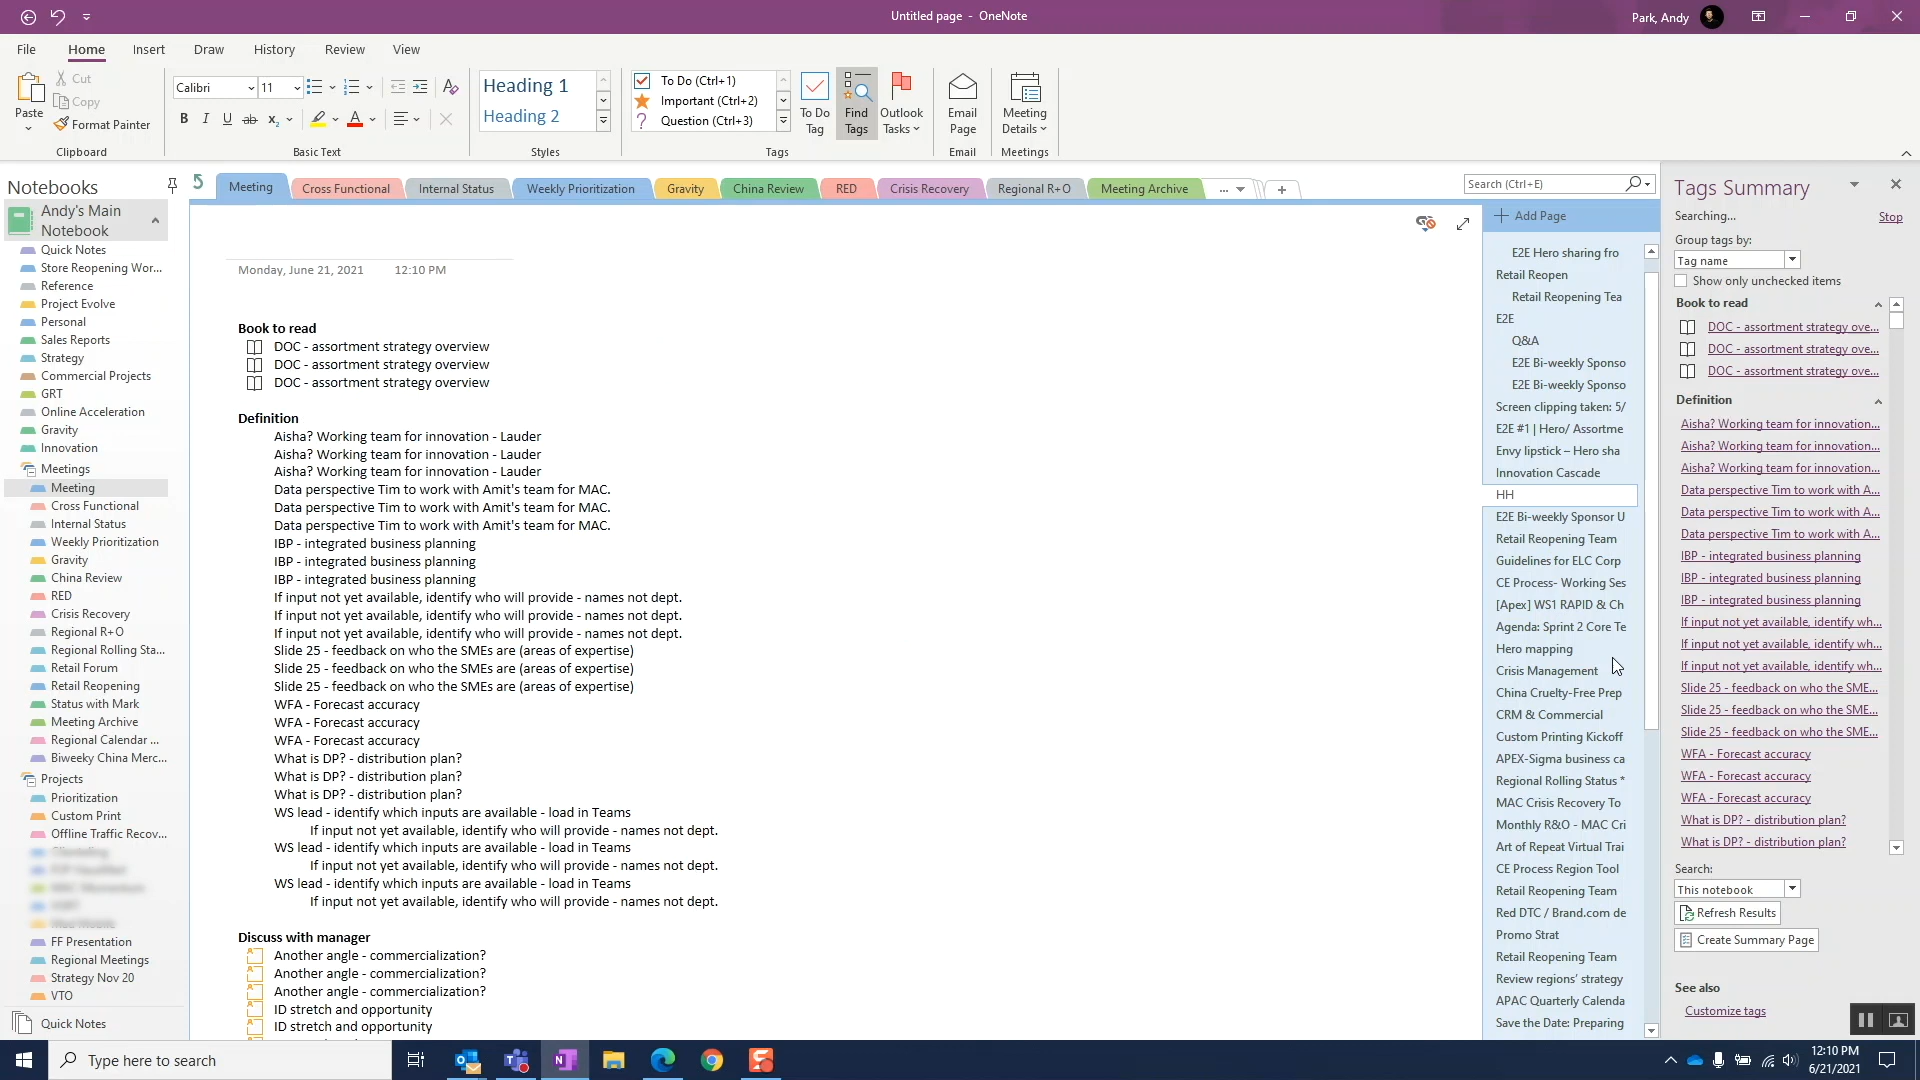 Untitled page - OneNote
Park, Andy
File
Home
Insert
Draw
History
Review
View
Paste
Cut
Copy
Format Painter
Clipboard
Calibri
11
Basic Text
Heading 1
Heading 2
Styles
To Do (Ctrl+1)
Important (Ctrl+2)
Question (Ctrl+3)
To Do Tag
Find Tags
Outlook Tasks
Tags
Email Page
Email
Meeting Details
Meetings
Notebooks
Andy's Main Notebook
Quick Notes
Store Reopening Wor...
Reference
Project Evolve
Personal
Sales Reports
Strategy
Commercial Projects
GRT
Online Acceleration
Gravity
Innovation
Meetings
Meeting
Cross Functional
Internal Status
Weekly Prioritization
Gravity
China Review
RED
Crisis Recovery
Regional R+O
Regional Rolling Sta...
Retail Forum
Retail Reopening
Status with Mark
Meeting Archive
Regional Calendar ...
Biweeky China Merc...
Projects
Prioritization
Custom Print
Offline Traffic Recov...
FF Presentation
Regional Meetings
Strategy Nov 20
VTO
Quick Notes
Meeting
Cross Functional
Internal Status
Weekly Prioritization
Gravity
China Review
RED
Crisis Recovery
Regional R+O
Meeting Archive
...
Search (Ctrl+E)
Monday, June 21, 2021 12:10 PM
Book to read
DOC - assortment strategy overview
DOC - assortment strategy overview
DOC - assortment strategy overview
Definition
Aisha? Working team for innovation - Lauder
Aisha? Working team for innovation - Lauder
Aisha? Working team for innovation - Lauder
Data perspective Tim to work with Amit's team for MAC.
Data perspective Tim to work with Amit's team for MAC.
Data perspective Tim to work with Amit's team for MAC.
IBP - integrated business planning
IBP - integrated business planning
IBP - integrated business planning
If input not yet available, identify who will provide - names not dept.
If input not yet available, identify who will provide - names not dept.
If input not yet available, identify who will provide - names not dept.
Slide 25 - feedback on who the SMEs are (areas of expertise)
Slide 25 - feedback on who the SMEs are (areas of expertise)
Slide 25 - feedback on who the SMEs are (areas of expertise)
WFA - Forecast accuracy
WFA - Forecast accuracy
WFA - Forecast accuracy
What is DP? - distribution plan?
What is DP? - distribution plan?
What is DP? - distribution plan?
WS lead - identify which inputs are available - load in Teams
If input not yet available, identify who will provide - names not dept.
WS lead - identify which inputs are available - load in Teams
If input not yet available, identify who will provide - names not dept.
WS lead - identify which inputs are available - load in Teams
If input not yet available, identify who will provide - names not dept.
Discuss with manager
Another angle - commercialization?
Another angle - commercialization?
Another angle - commercialization?
ID stretch and opportunity
ID stretch and opportunity
Add Page
E2E Hero sharing fro
Retail Reopen
Retail Reopening Tea
E2E
Q&A
E2E Bi-weekly Sponso
E2E Bi-weekly Sponso
Screen clipping taken: 5/
E2E #1 | Hero/ Assortme
Envy lipstick – Hero sha
Innovation Cascade
HH
E2E Bi-weekly Sponsor U
Retail Reopening Team
Guidelines for ELC Corp
CE Process- Working Ses
[Apex] WS1 RAPID & Ch
Agenda: Sprint 2 Core Te
Hero mapping
Crisis Management
China Cruelty-Free Prep
CRM & Commercial
Custom Printing Kickoff
APEX-Sigma business ca
Regional Rolling Status *
MAC Crisis Recovery To
Monthly R&O - MAC Cri
Art of Repeat Virtual Trai
CE Process Region Tool
Retail Reopening Team
Red DTC / Brand.com de
Promo Strat
Retail Reopening Team
Review regions' strategy
APAC Quarterly Calenda
Save the Date: Preparing
Tags Summary
Searching... Stop
Group tags by:
Tag name
Show only unchecked items
Book to read
DOC - assortment strategy ove...
DOC - assortment strategy ove...
DOC - assortment strategy ove...
Definition
Aisha? Working team for innovation...
Aisha? Working team for innovation...
Aisha? Working team for innovation...
Data perspective Tim to work with A...
Data perspective Tim to work with A...
Data perspective Tim to work with A...
IBP - integrated business planning
IBP - integrated business planning
IBP - integrated business planning
If input not yet available, identify wh...
If input not yet available, identify wh...
If input not yet available, identify wh...
Slide 25 - feedback on who the SME...
Slide 25 - feedback on who the SME...
Slide 25 - feedback on who the SME...
WFA - Forecast accuracy
WFA - Forecast accuracy
WFA - Forecast accuracy
What is DP? - distribution plan?
What is DP? - distribution plan?
Search:
This notebook
Refresh Results
Create Summary Page
See also
Customize tags
Type here to search
12:10 PM
6/21/2021